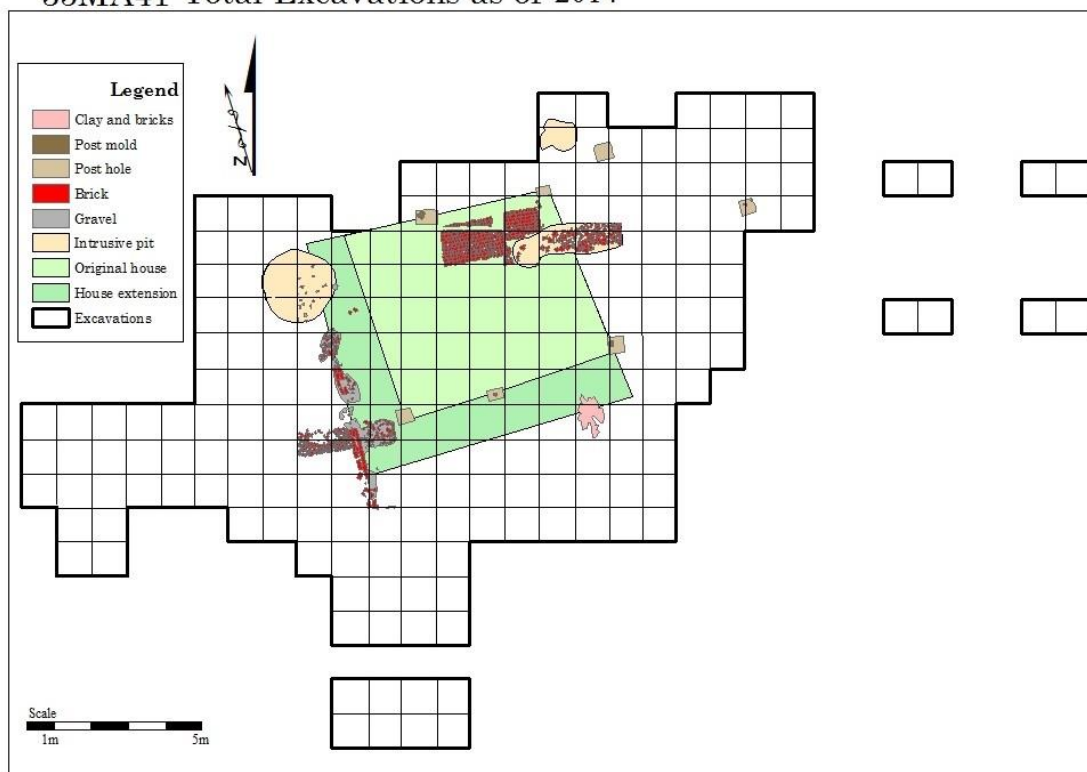 Total Excavations as of
N
Legend
Clay and bricks
Post mold
Post hole
Brick
Gravel
Intrusive pit
Original house
House extension
Excavations
Scale
1m 5m